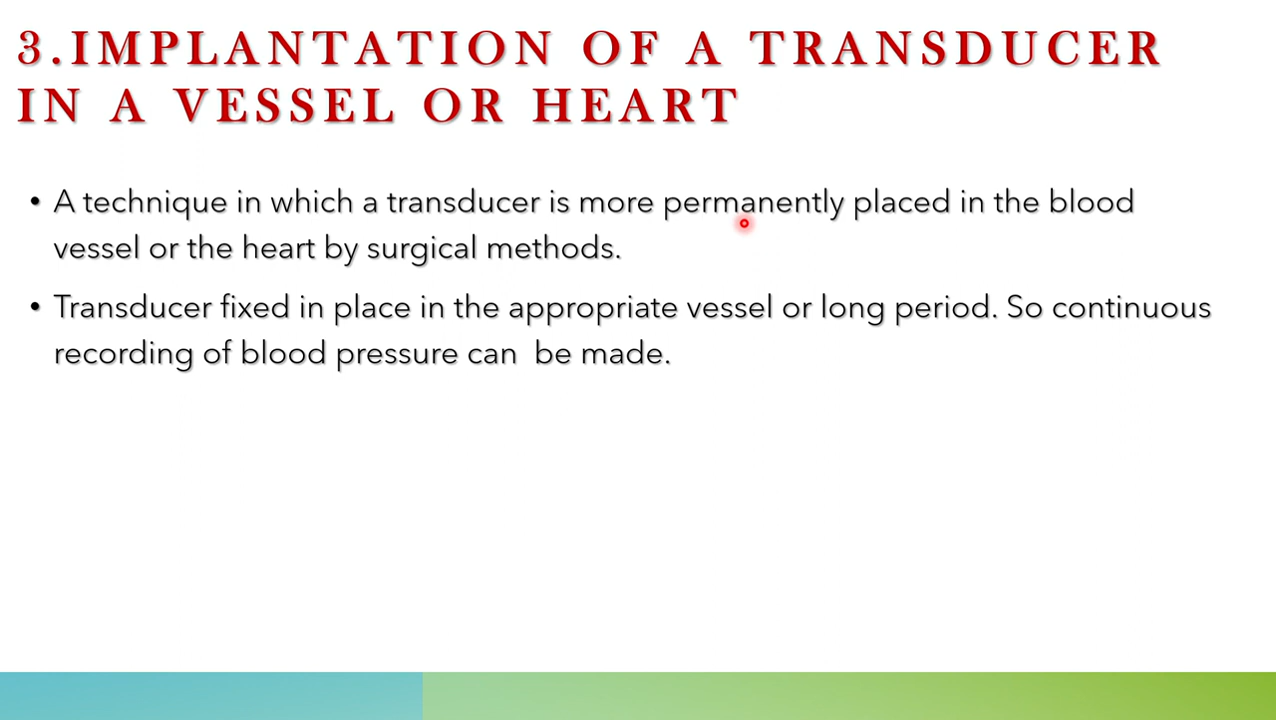 3.IMPLANTATION OF A TRANSDUCER
IN A VESSEL OR HEART
• A technique in which a transducer is more permanently placed in the blood
vessel or the heart by surgical methods.
• Transducer fixed in place in the appropriate vessel or long period. So continuous
recording of blood pressure can be made.